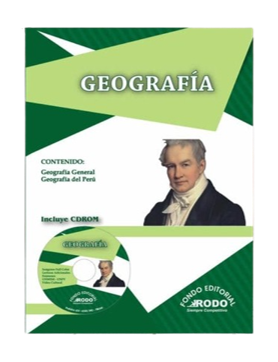 GEOGRAFÍA
CONTENIDO:
Geografía General
Geografía del Perú
Incluye CDROM
GEOGRAFÍA
FONDO EDITORIAL
RODO
Siempre Competitivo